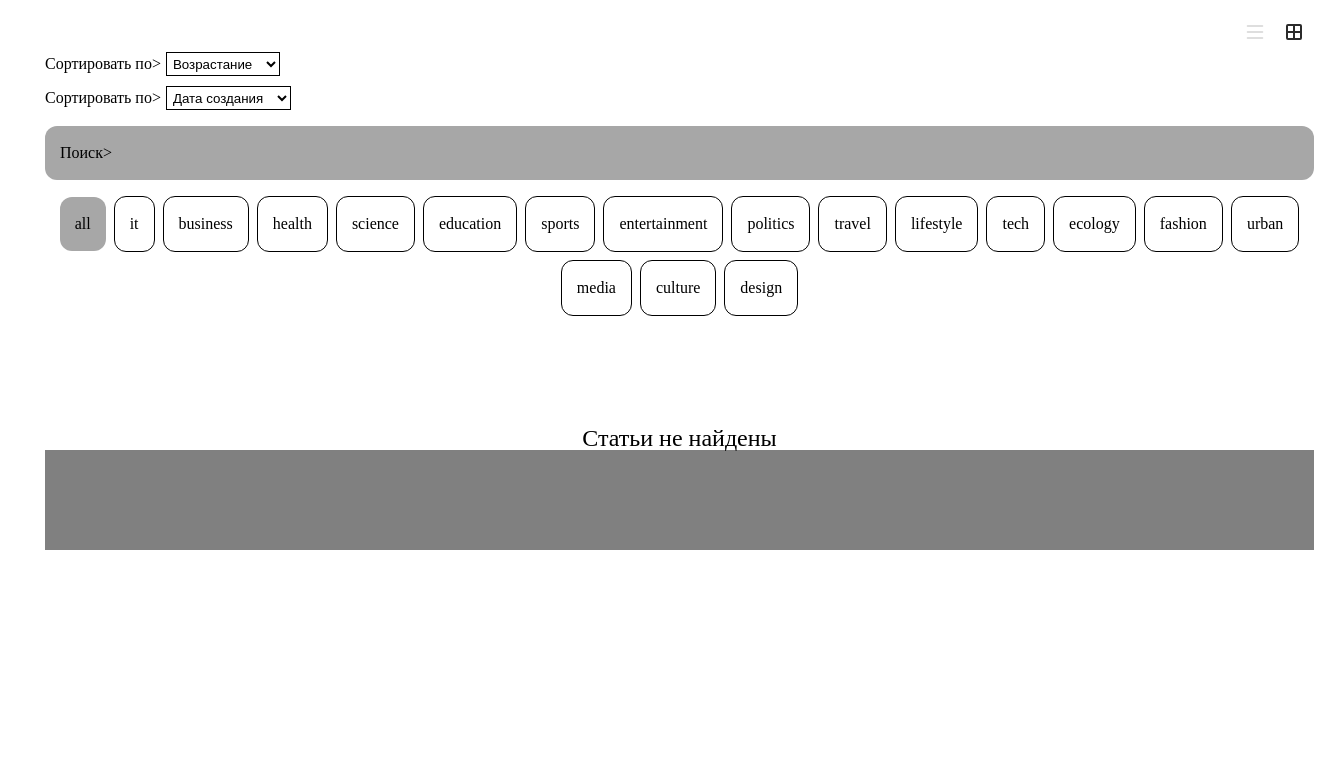 Сортировать по> Возрастание
Сортировать по> Дата создания
Поиск>
all it business health science education sports entertainment politics travel lifestyle tech ecology fashion urban
media culture design
Статьи не найдены